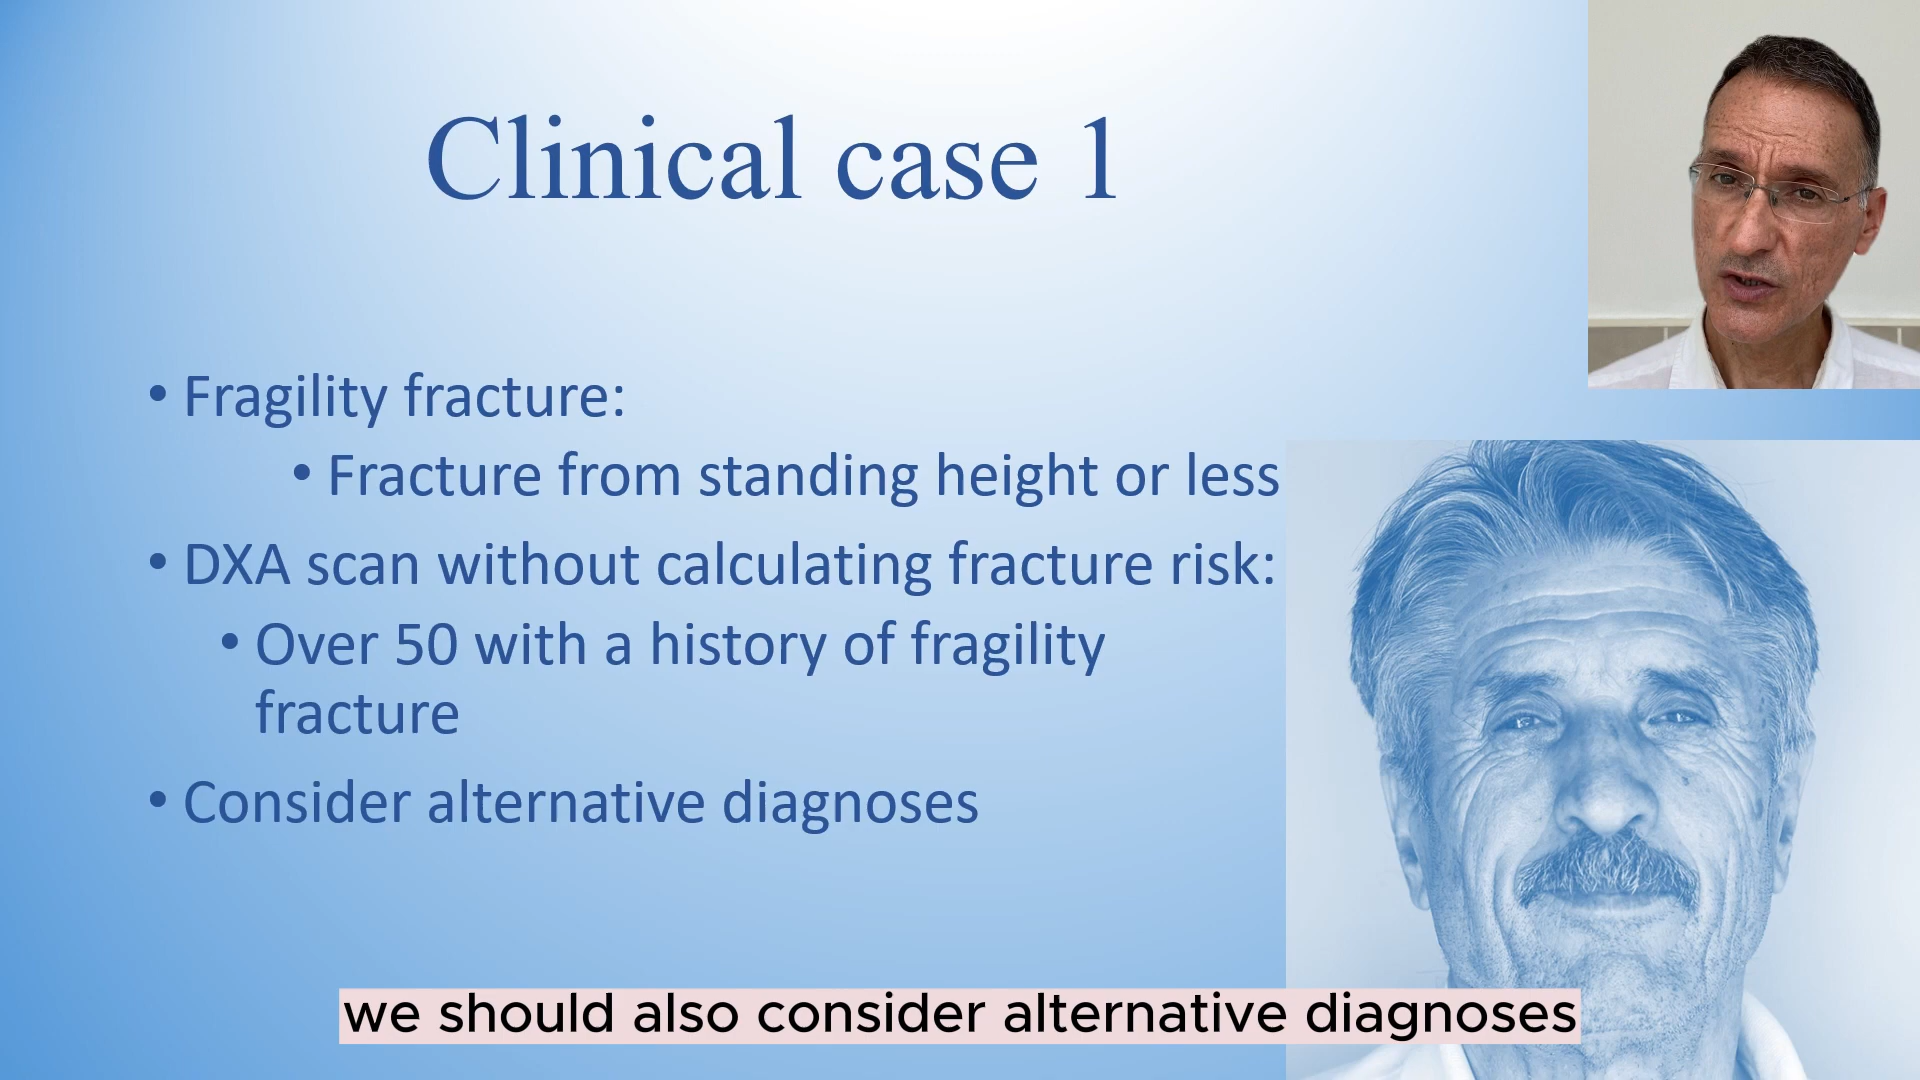 Clinical case 1
• Fragility fracture:
• Fracture from standing height or less
• DXA scan without calculating fracture risk:
• Over 50 with a history of fragility
fracture
• Consider alternative diagnoses
we should also consider alternative diagnoses